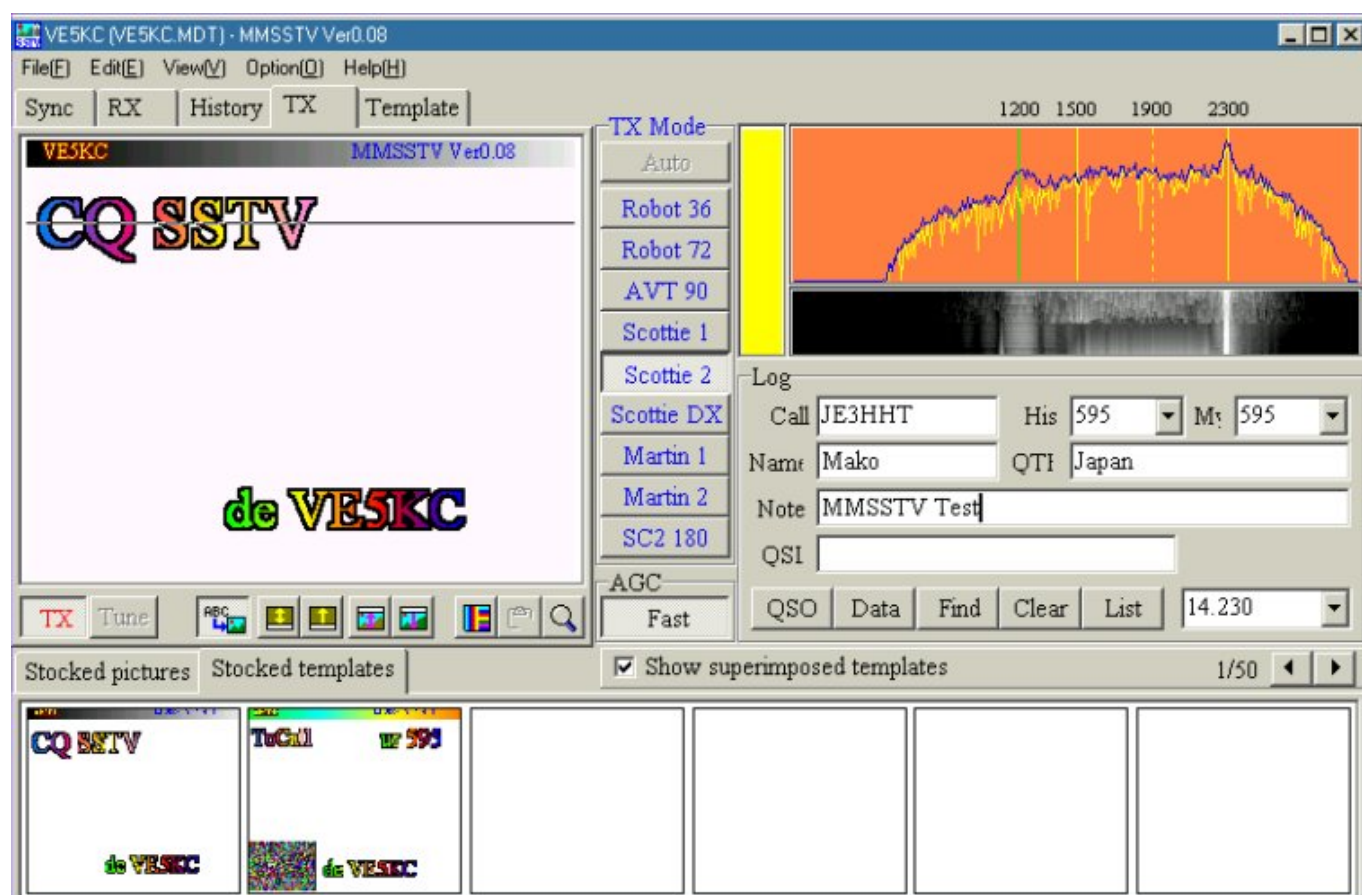 VE5KC (VE5KC.MDT) - MMSSTV Ver0.08
File(F) Edit(E) View(V) Option(O) Help(H)
Sync RX History TX Template
1200 1500 1900 2300
VE5KC MMSSTV Ver0.08
CQ SSTV
de VE5KC
TX Tune
TX Mode
Auto
Robot 36
Robot 72
AVT 90
Scottie 1
Scottie 2
Scottie DX
Martin 1
Martin 2
SC2 180
AGC
Fast
Log
Call JE3HHT His 595 My 595
Name Mako QTH Japan
Note MMSSTV Test
QSL
QSO Data Find Clear List 14.230
Stocked pictures Stocked templates
Show superimposed templates 1/50
CQ SSTV
de VE5KC
ur 595
de VE5KC